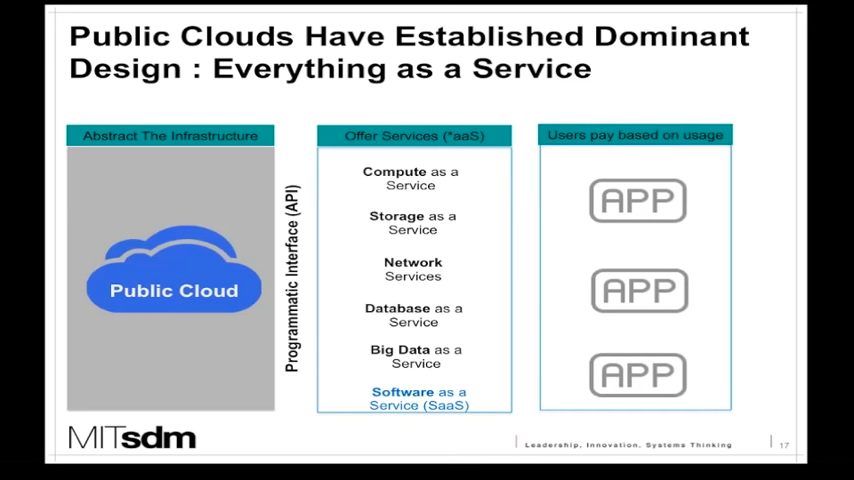 Public Clouds Have Established Dominant
Design : Everything as a Service
Abstract The Infrastructure
Public Cloud
Programmatic Interface (API)
Offer Services (*aaS)
Compute as a
Service
Storage as a
Service
Network
Services
Database as a
Service
Big Data as a
Service
Software as a
Service (SaaS)
Users pay based on usage
APP
APP
APP
MITsdm
Leadership, Innovation, Systems Thinking
17